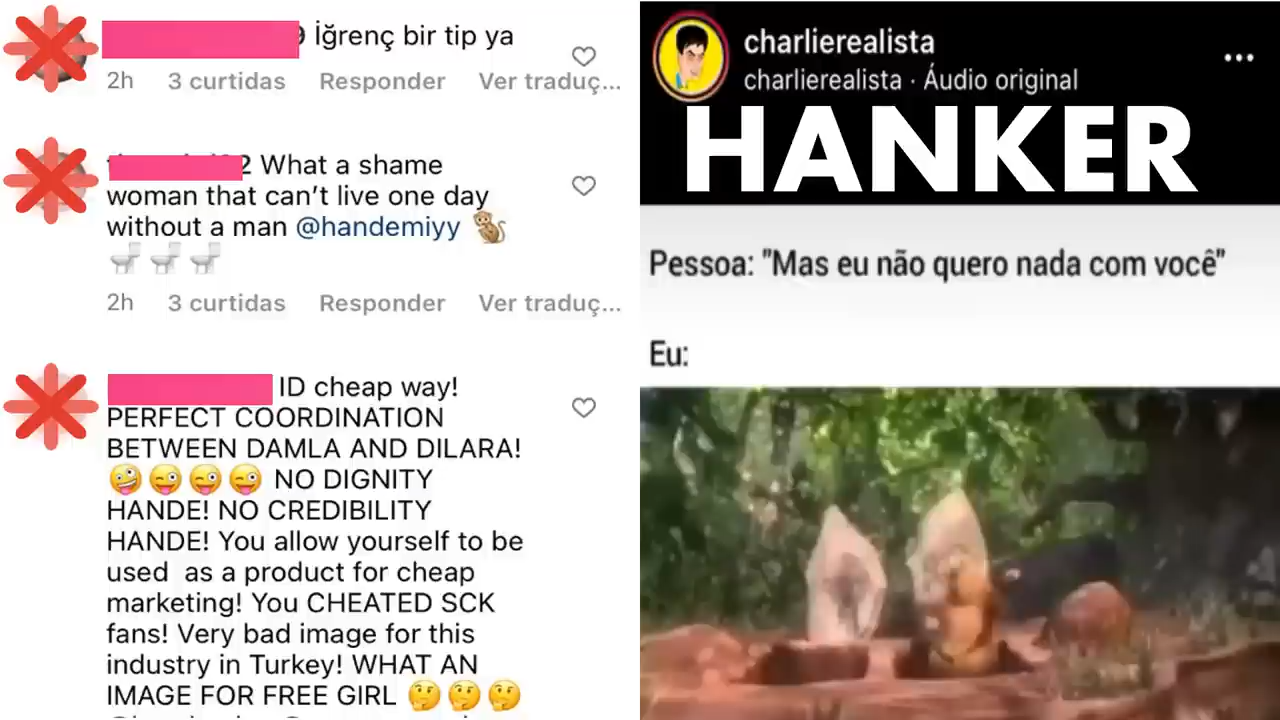 9 İğrenç bir tip ya
2h 3 curtidas Responder Ver traduç...
2 What a shame
woman that can’t live one day
without a man @handemiyy 🐒
🚽🚽🚽
2h 3 curtidas Responder Ver traduç...
ID cheap way!
PERFECT COORDINATION
BETWEEN DAMLA AND DILARA!
🤪😜😜😜 NO DIGNITY
HANDE! NO CREDIBILITY
HANDE! You allow yourself to be
used as a product for cheap
marketing! You CHEATED SCK
fans! Very bad image for this
industry in Turkey! WHAT AN
IMAGE FOR FREE GIRL 🤔🤔🤔
charlierealista
charlierealista · Áudio original
HANKER
Pessoa: "Mas eu não quero nada com você"
Eu: